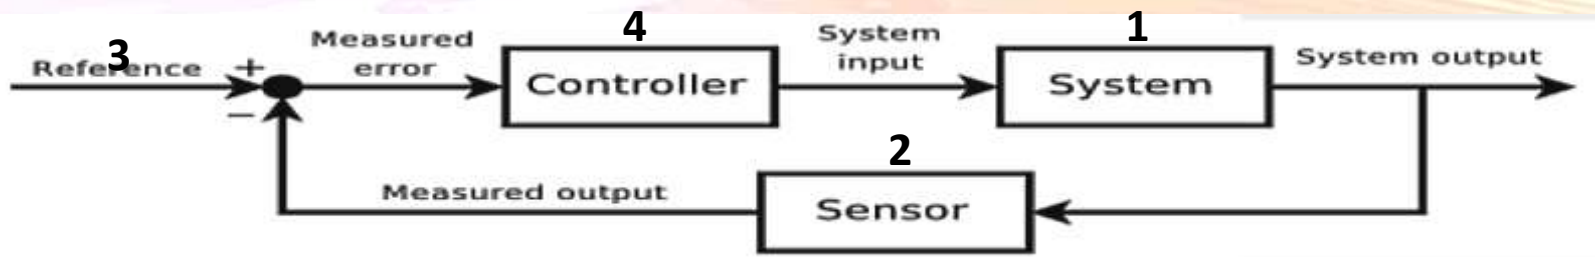 3
Reference
+
−
Measured
error
4
Controller
System
input
1
System
System output
2
Sensor
Measured output